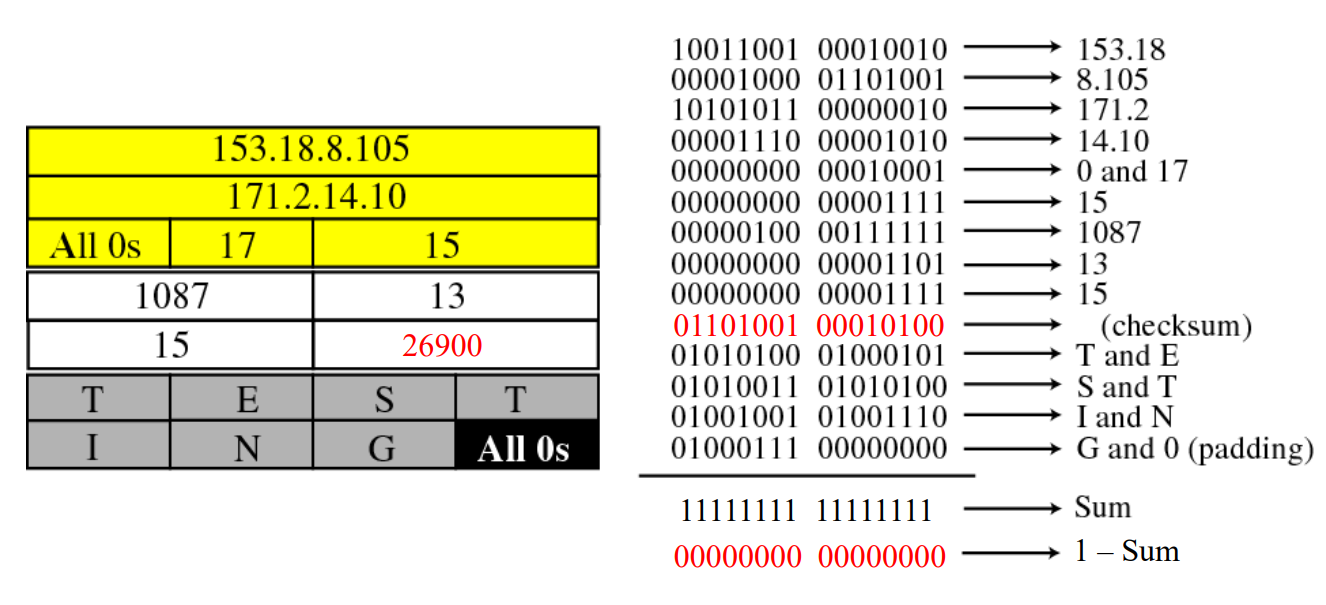 153.18.8.105
171.2.14.10
All 0s 17 15
1087 13
15 26900
T E S T
I N G All 0s
10011001 00010010 153.18
00001000 01101001 8.105
10101011 00000010 171.2
00001110 00001010 14.10
00000000 00010001 0 and 17
00000000 00001111 15
00000100 00111111 1087
00000000 00001101 13
00000000 00001111 15
01101001 00010100 (checksum)
01010100 01000101 T and E
01010011 01010100 S and T
01001001 01001110 I and N
01000111 00000000 G and 0 (padding)
11111111 11111111 Sum
00000000 00000000 1 – Sum